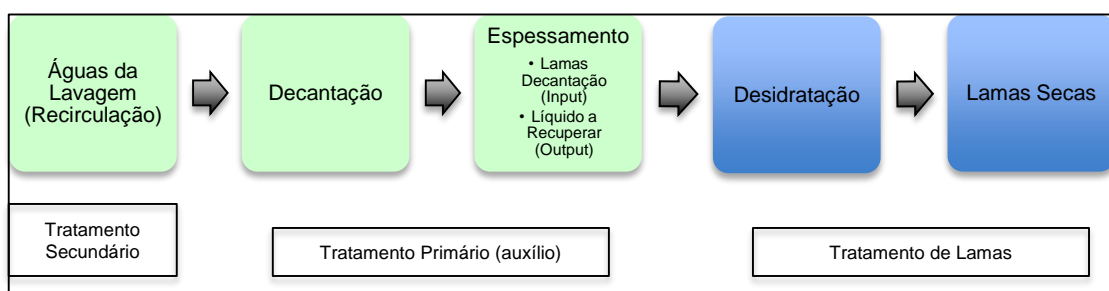 Águas da
Lavagem
(Recirculação)
Decantação
Espessamento
• Lamas
Decantação
(Input)
• Líquido a
Recuperar
(Output)
Desidratação
Lamas Secas
Tratamento
Secundário
Tratamento Primário (auxílio)
Tratamento de Lamas